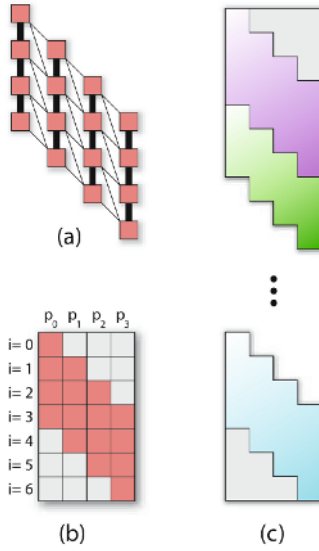 (a)
p0 p1 p2 p3
i= 0
i= 1
i= 2
i= 3
i= 4
i= 5
i= 6
(b)
(c)